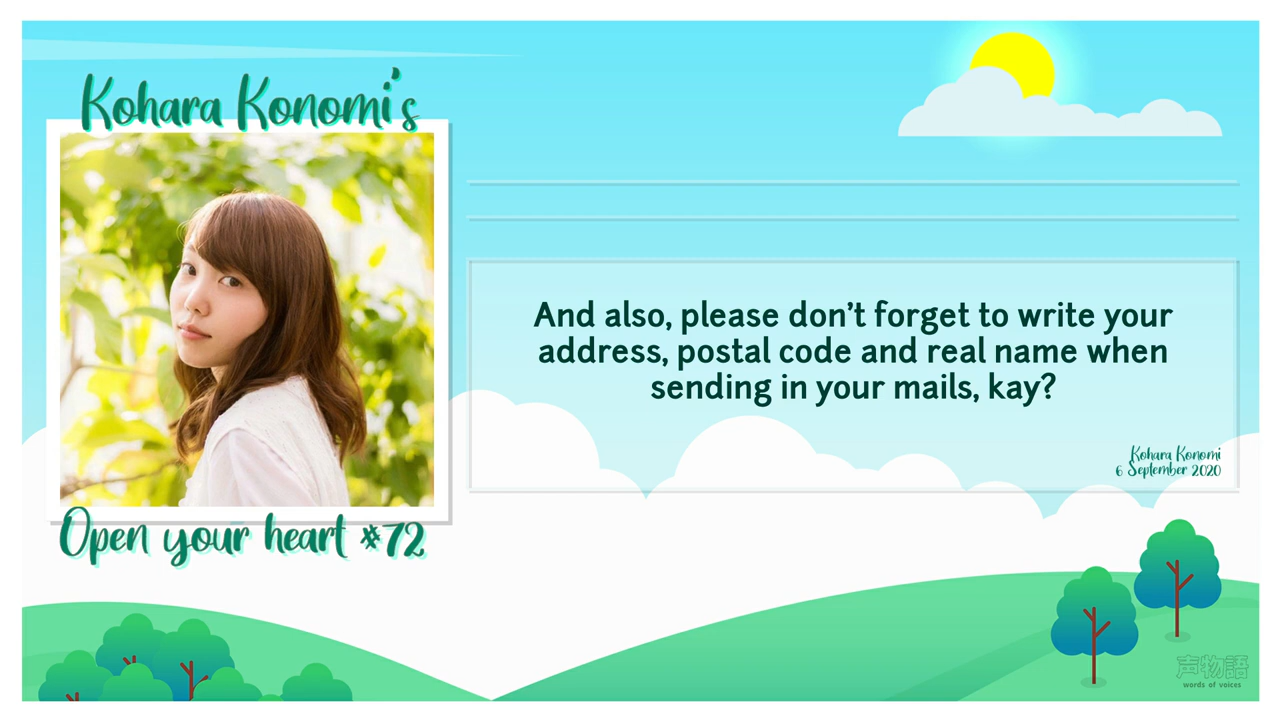 Kohara Konomi's
Open your heart #72
And also, please don't forget to write your
address, postal code and real name when
sending in your mails, kay?
Kohara Konomi
6 September 2020
声物語
words of voices